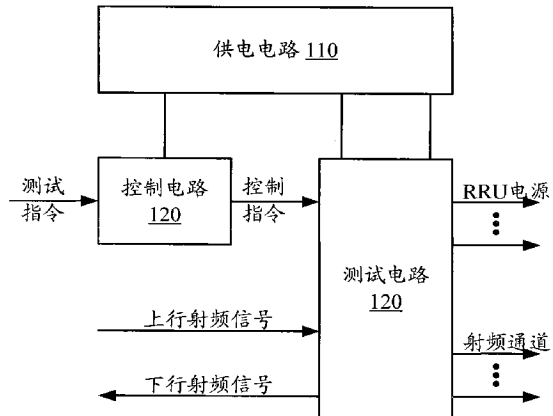 供电电路 110
测试
指令
控制电路
120
控制
指令
RRU电源
测试电路
120
上行射频信号
射频通道
下行射频信号